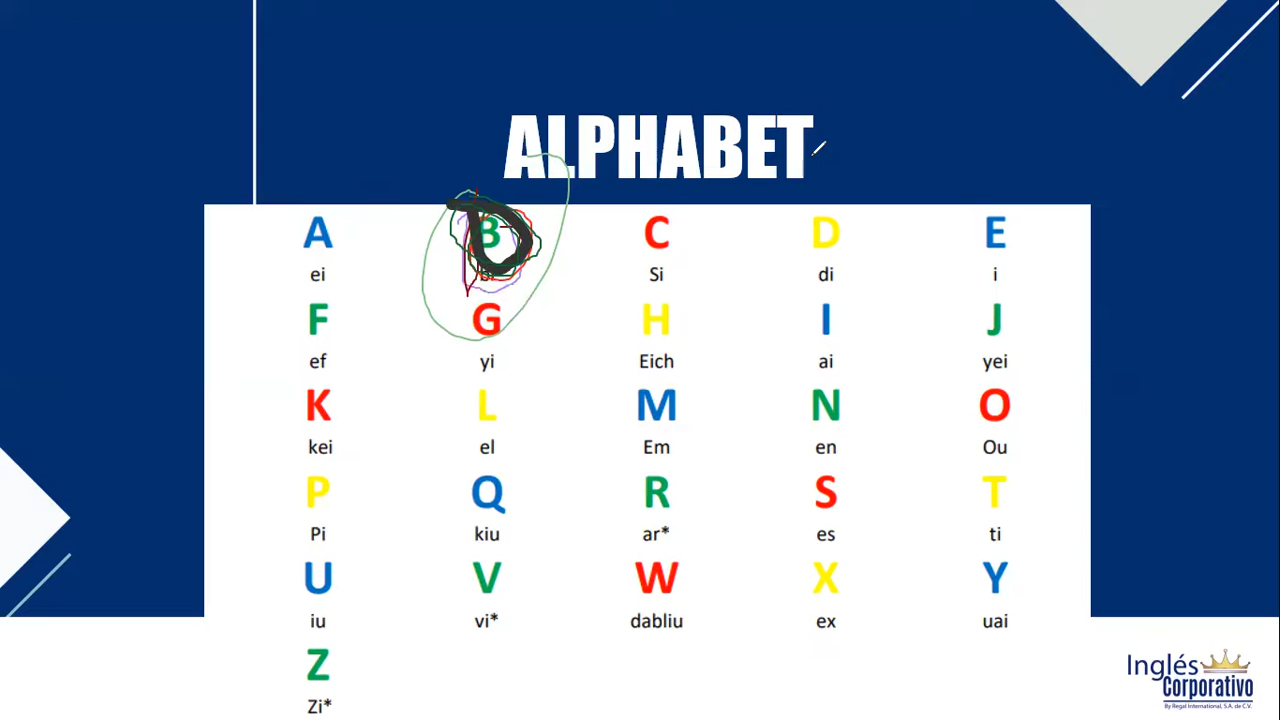 ALPHABET
A B C D E
ei Si di i
F G H I J
ef yi Eich ai yei
K L M N O
kei el Em en Ou
P Q R S T
Pi kiu ar* es ti
U V W X Y
iu vi* dabliu ex uai
Z
Zi*
Inglés
Corporativo
By Regal International, S.A. de C.V.